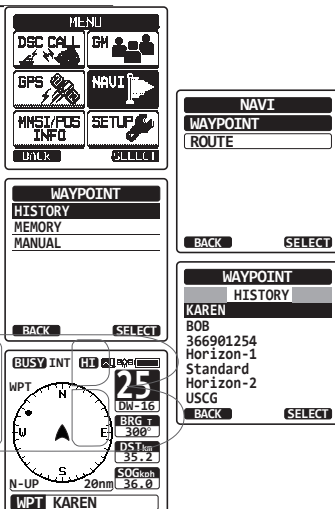 MENU
DSC CALL
GM
GPS
NAVI
MMSI/POS
INFO
SETUP
BACK
SELECT
NAVI
WAYPOINT
ROUTE
BACK
SELECT
WAYPOINT
HISTORY
MEMORY
MANUAL
BACK
SELECT
WAYPOINT
HISTORY
KAREN
BOB
366901254
Horizon-1
Standard
Horizon-2
USCG
BACK
SELECT
BUSY INT HI
25
DW-16
WPT
N
W
E
S
BRG T
300°
DST km
35.2
SOG kph
36.0
N-UP
20nm
WPT KAREN